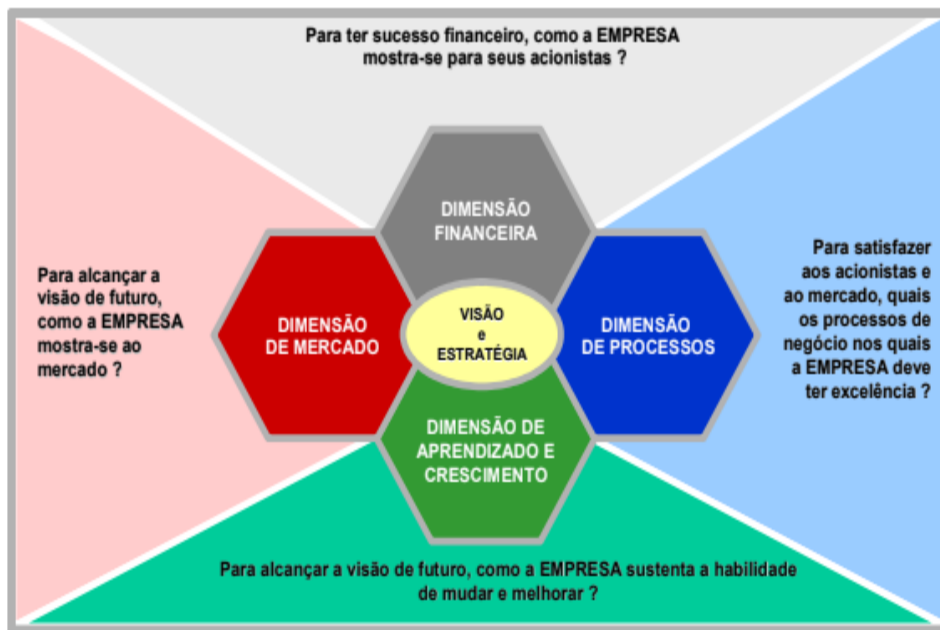 Para ter sucesso financeiro, como a EMPRESA
mostra-se para seus acionistas ?
DIMENSÃO
FINANCEIRA
Para alcançar a
visão de futuro,
como a EMPRESA
mostra-se ao
mercado ?
DIMENSÃO
DE MERCADO
VISÃO
e
ESTRATÉGIA
DIMENSÃO
DE PROCESSOS
Para satisfazer
aos acionistas e
ao mercado, quais
os processos de
negócio nos quais
a EMPRESA deve
ter excelência ?
DIMENSÃO DE
APRENDIZADO E
CRESCIMENTO
Para alcançar a visão de futuro, como a EMPRESA sustenta a habilidade
de mudar e melhorar ?